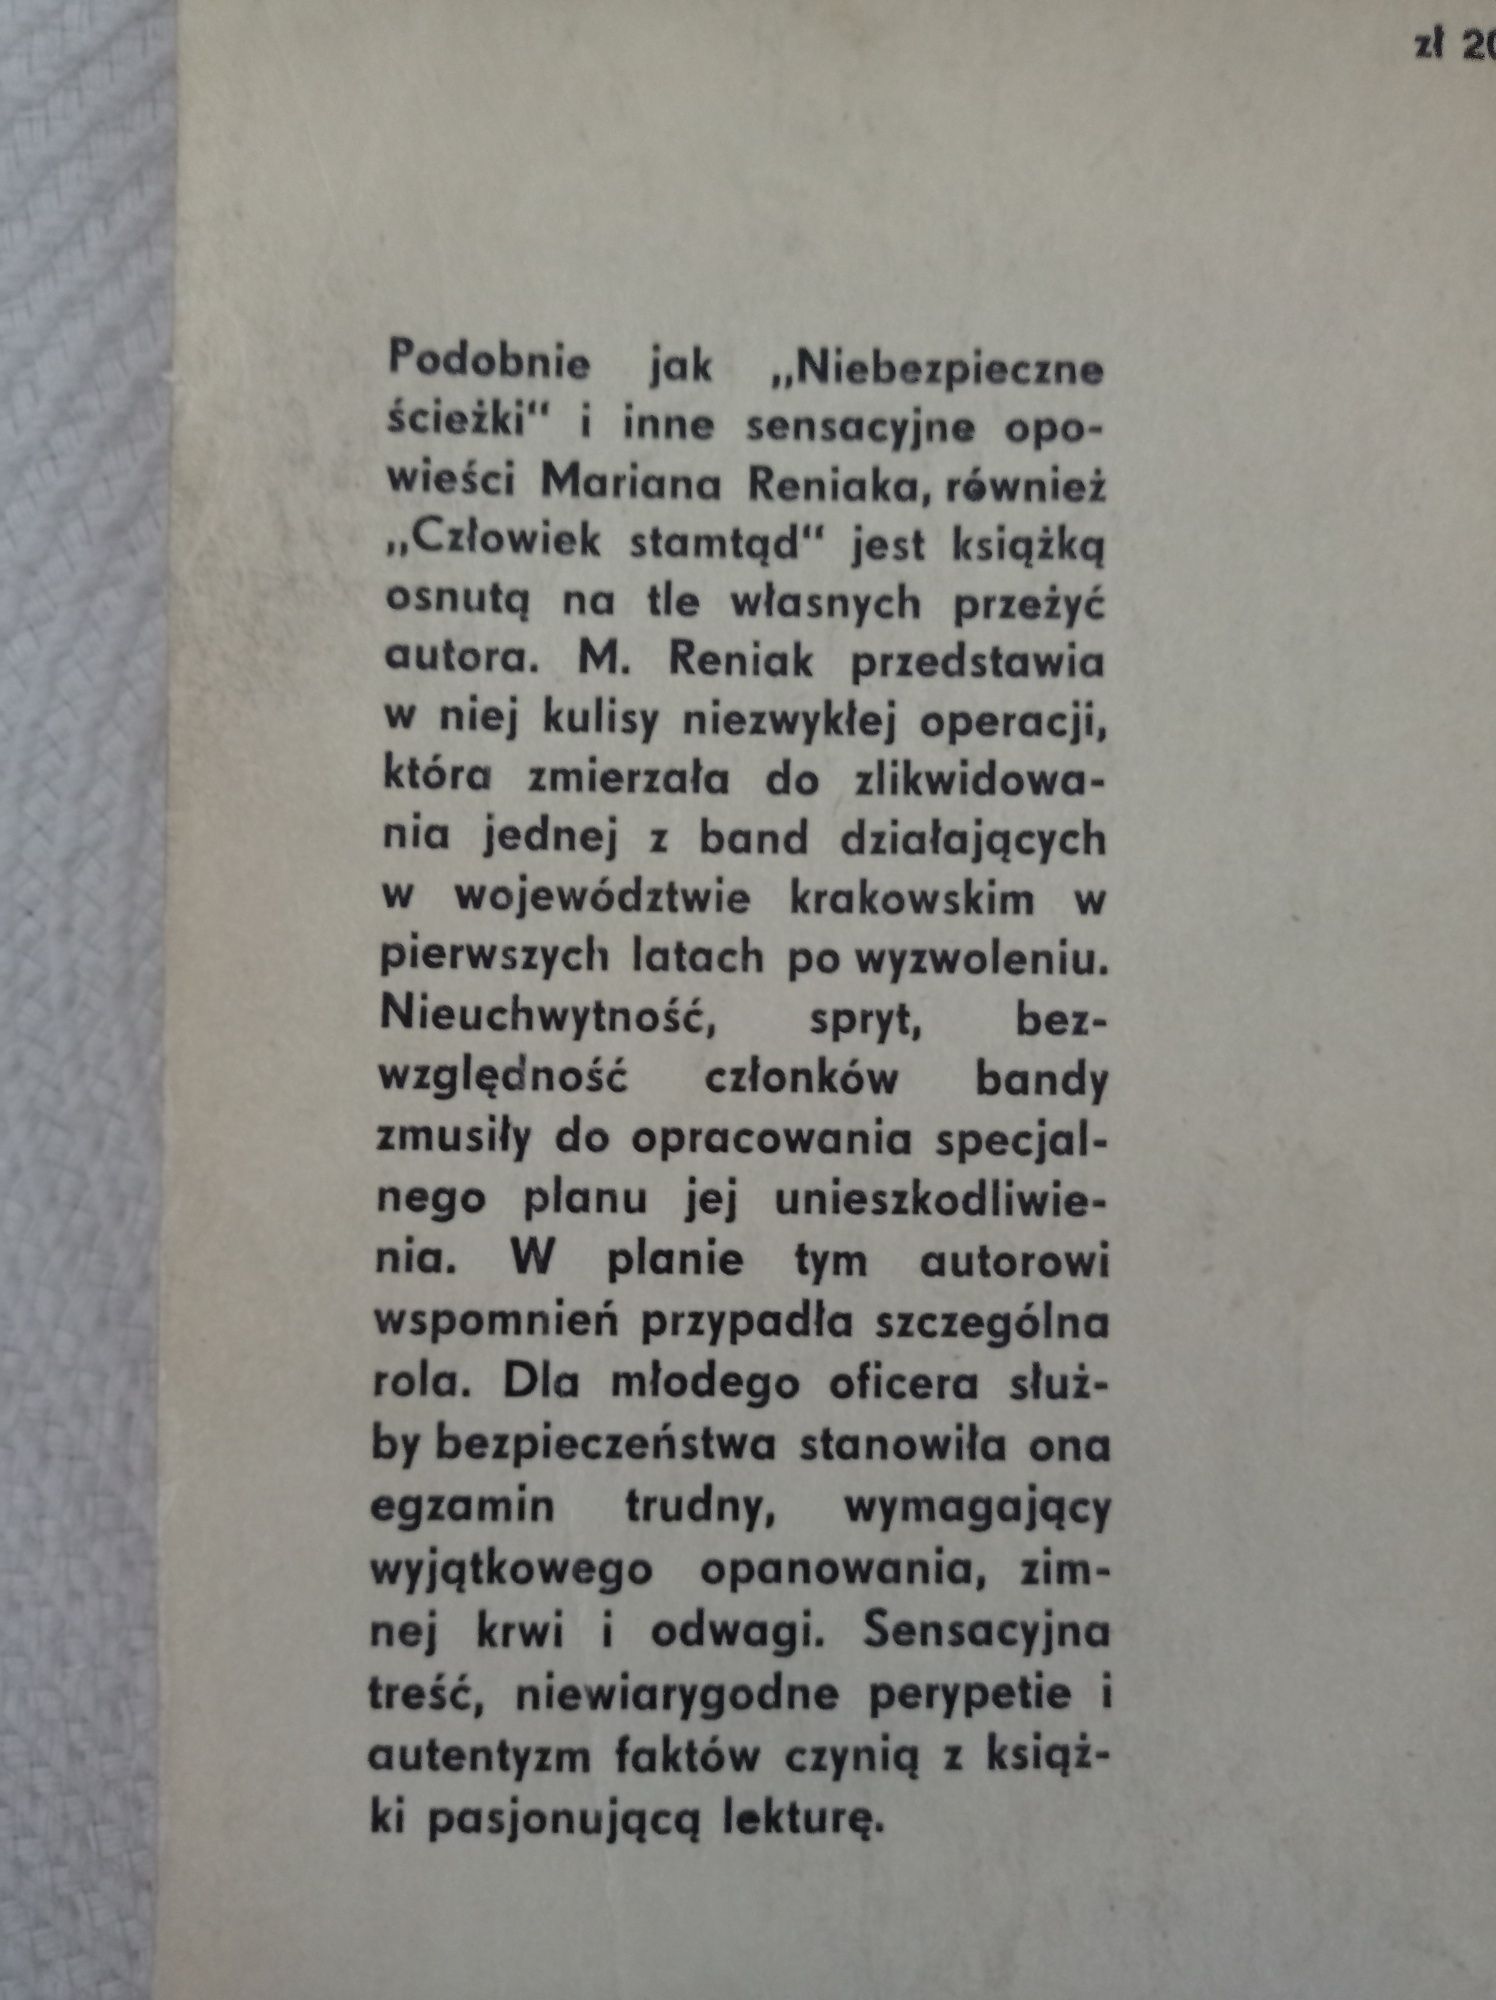 zł 20
Podobnie jak „Niebezpieczne
ścieżki“ i inne sensacyjne opo-
wieści Mariana Reniaka, również
„Człowiek stamtąd“ jest książką
osnutą na tle własnych przeżyć
autora. M. Reniak przedstawia
w niej kulisy niezwykłej operacji,
która zmierzała do zlikwidowa-
nia jednej z band działających
w województwie krakowskim w
pierwszych latach po wyzwoleniu.
Nieuchwytność, spryt, bez-
względność członków bandy
zmusiły do opracowania specjal-
nego planu jej unieszkodliwie-
nia. W planie tym autorowi
wspomnień przypadła szczególna
rola. Dla młodego oficera służ-
by bezpieczeństwa stanowiła ona
egzamin trudny, wymagający
wyjątkowego opanowania, zim-
nej krwi i odwagi. Sensacyjna
treść, niewiarygodne perypetie i
autentyzm faktów czynią z książ-
ki pasjonującą lekturę.